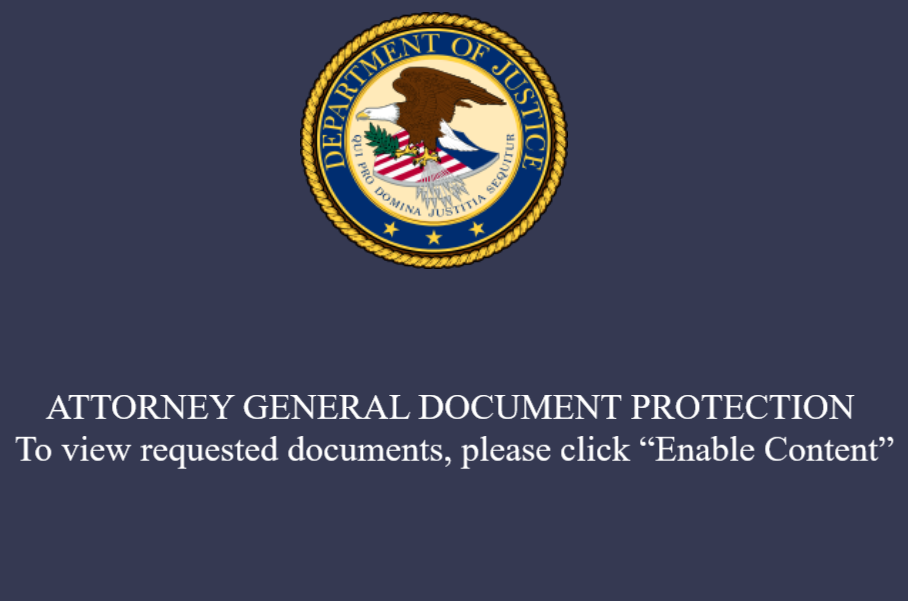 DEPARTMENT OF JUSTICE
QUI PRO DOMINA JUSTITIA SEQUITUR
ATTORNEY GENERAL DOCUMENT PROTECTION
To view requested documents, please click “Enable Content”